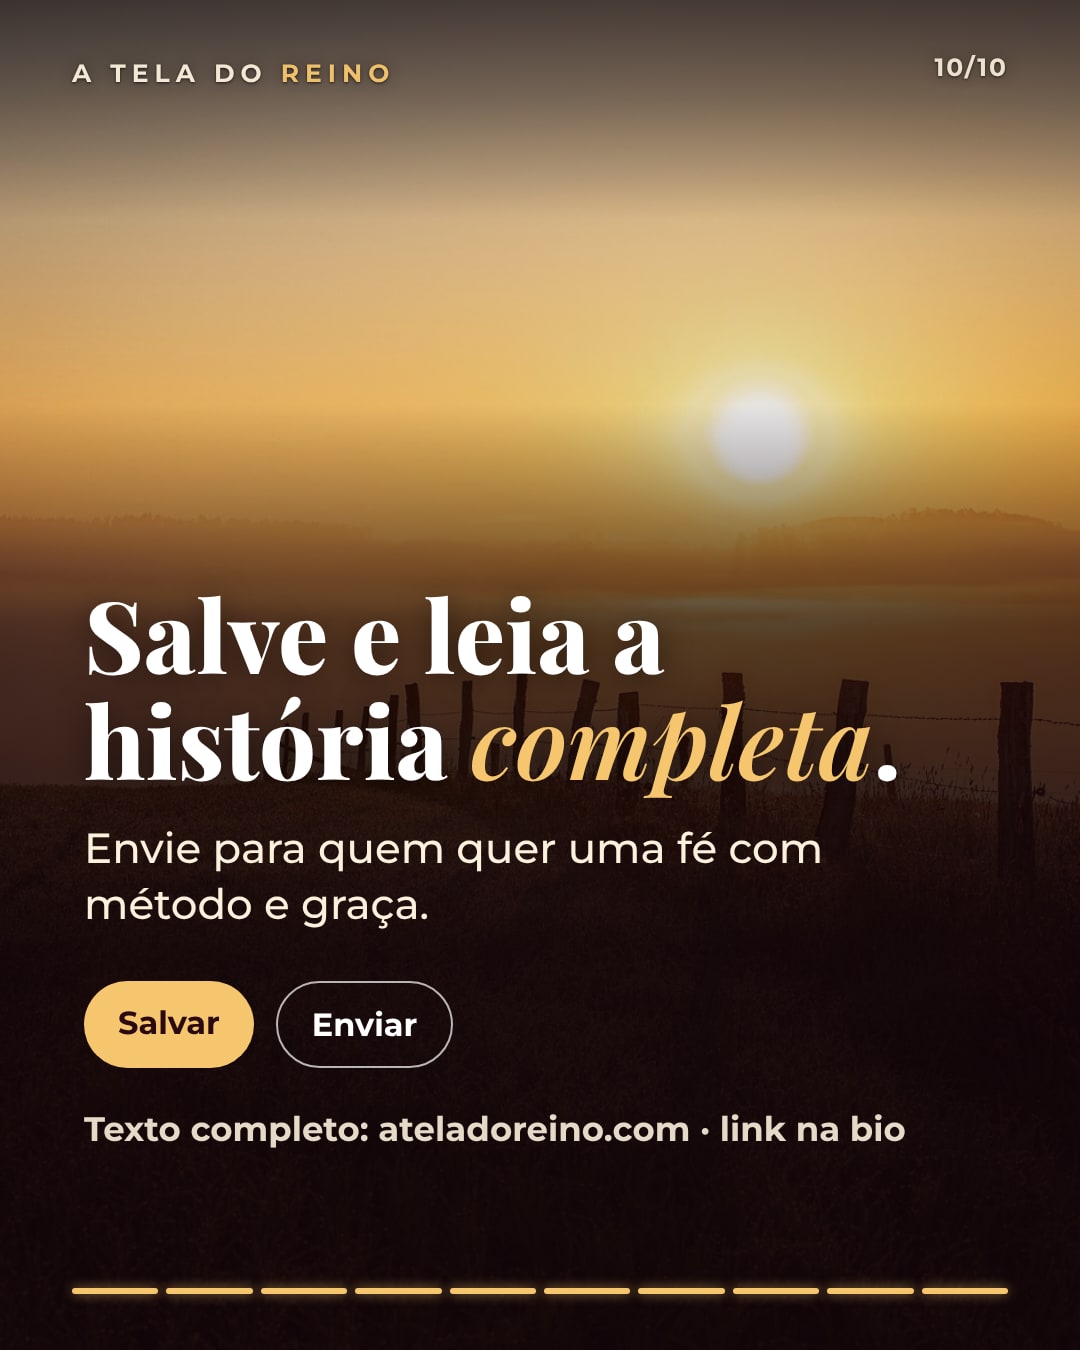 A TELA DO REINO
10/10
Salve e leia a
história completa.
Envie para quem quer uma fé com
método e graça.
Salvar
Enviar
Texto completo: ateladoreino.com · link na bio